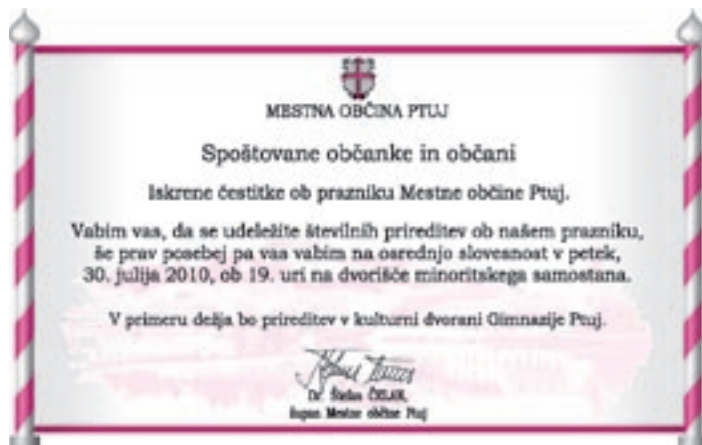 MESTNA OBČINA PTUJ
Spoštovane občanke in občani
Iskrene čestitke ob prazniku Mestne občine Ptuj.
Vabim vas, da se udeležite številnih prireditev ob našem prazniku,
še prav posebej pa vas vabim na osrednjo slovesnost v petek,
30. julija 2010, ob 19. uri na dvorišče minoritskega samostana.
V primeru dežja bo prireditev v kulturni dvorani Gimnazije Ptuj.
Dr. Štefan ČELAN,
župan Mestne občine Ptuj